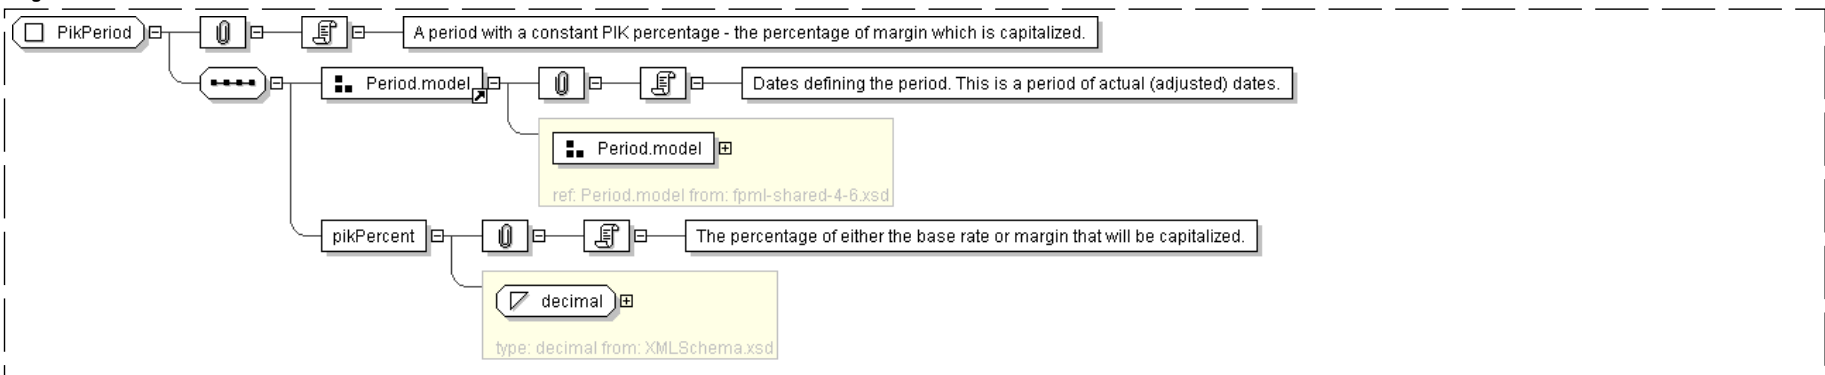 PikPeriod
A period with a constant PIK percentage - the percentage of margin which is capitalized.
Period.model
Dates defining the period. This is a period of actual (adjusted) dates.
Period.model
ref: Period.model from: fpml-shared-4-6.xsd
pikPercent
The percentage of either the base rate or margin that will be capitalized.
decimal
type: decimal from: XMLSchema.xsd